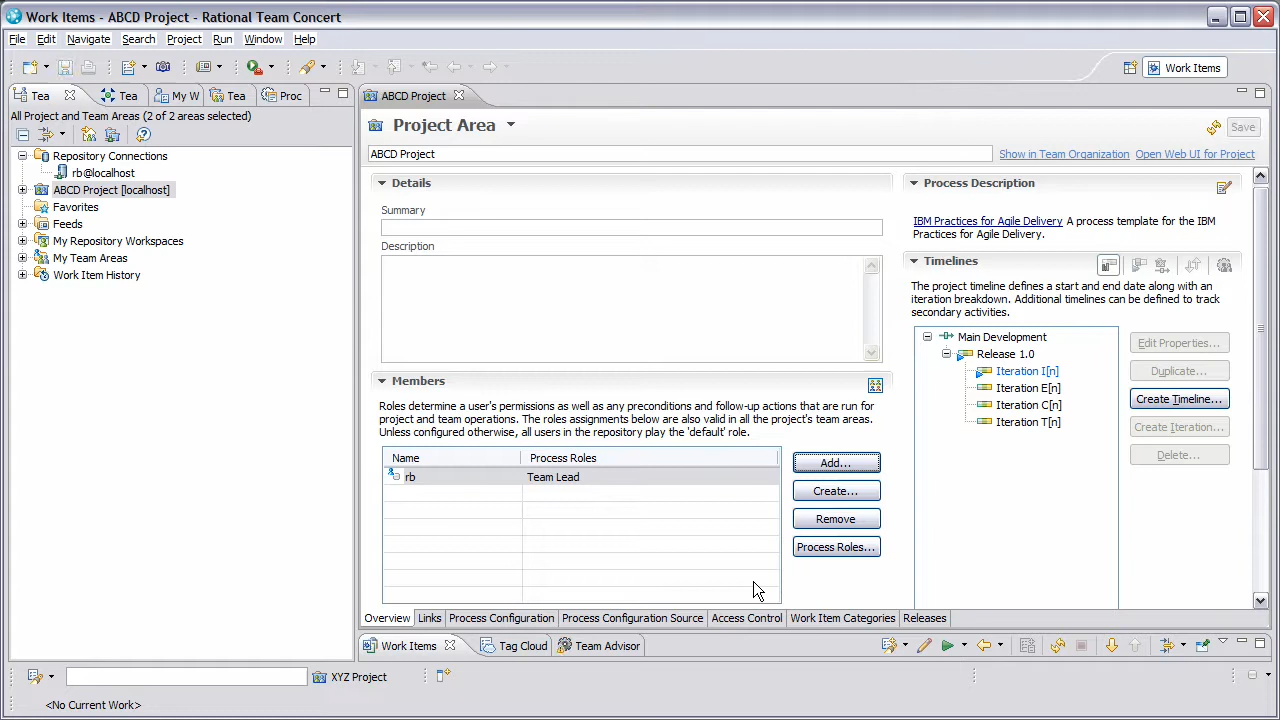 Work Items - ABCD Project - Rational Team Concert
File Edit Navigate Search Project Run Window Help
Work Items
Tea Tea My W Tea Proc
All Project and Team Areas (2 of 2 areas selected)
Repository Connections
rb@localhost
ABCD Project [localhost]
Favorites
Feeds
My Repository Workspaces
My Team Areas
Work Item History
ABCD Project
Project Area
Save
ABCD Project
Show in Team Organization Open Web UI for Project
Details
Summary
Description
Members
Roles determine a user's permissions as well as any preconditions and follow-up actions that are run for
project and team operations. The roles assignments below are also valid in all the project's team areas.
Unless configured otherwise, all users in the repository play the 'default' role.
Name Process Roles
rb Team Lead
Add...
Create...
Remove
Process Roles...
Process Description
IBM Practices for Agile Delivery A process template for the IBM
Practices for Agile Delivery.
Timelines
The project timeline defines a start and end date along with an
iteration breakdown. Additional timelines can be defined to track
secondary activities.
Main Development
Release 1.0
Iteration I[n]
Iteration E[n]
Iteration C[n]
Iteration T[n]
Edit Properties...
Duplicate...
Create Timeline...
Create Iteration...
Delete...
Overview Links Process Configuration Process Configuration Source Access Control Work Item Categories Releases
Work Items Tag Cloud Team Advisor
XYZ Project
<No Current Work>